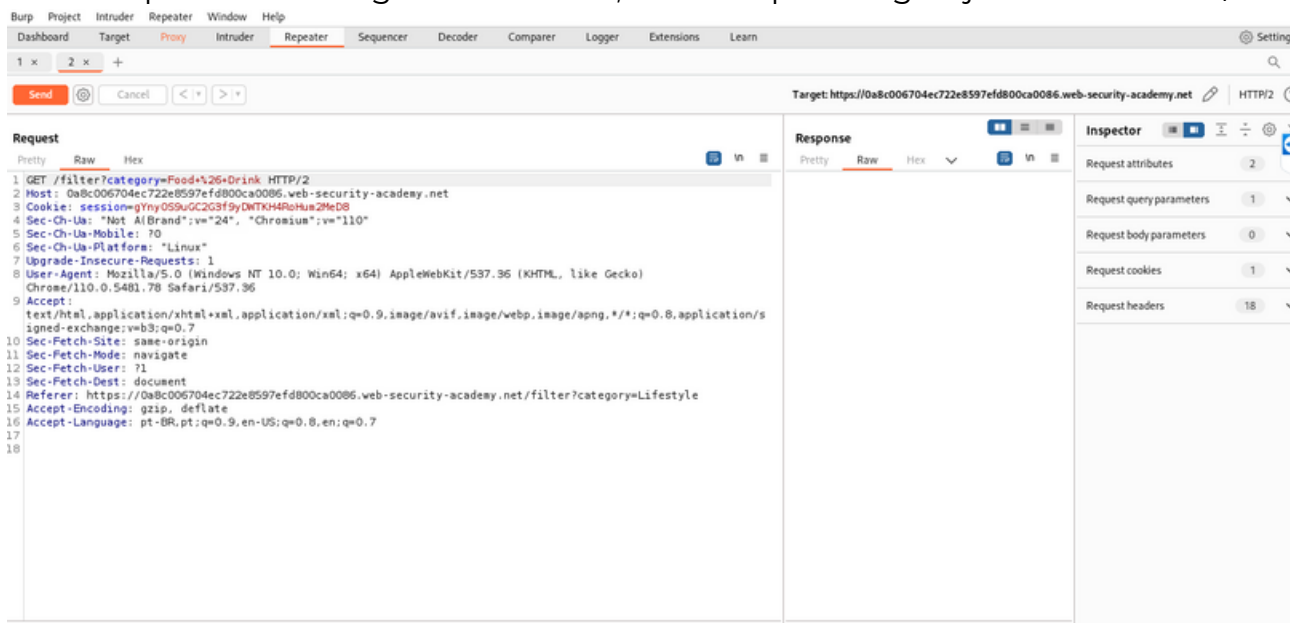 Burp Project Intruder Repeater Window Help
Dashboard Target Proxy Intruder Repeater Sequencer Decoder Comparer Logger Extensions Learn Setting
1 × 2 × +
Send Cancel < > Target: https://0a8c006704ec722e8597efd800ca0086.web-security-academy.net HTTP/2
Request Response Inspector
Pretty Raw Hex \n Pretty Raw Hex \n
Request attributes 2
Request query parameters 1
Request body parameters 0
Request cookies 1
Request headers 18
1 GET /filter?category=Food+%26+Drink HTTP/2
2 Host: 0a8c006704ec722e8597efd800ca0086.web-security-academy.net
3 Cookie: session=gYnyOS9uGC2G3f9yDWTKH4RoHum2MeD8
4 Sec-Ch-Ua: "Not A(Brand";v="24", "Chromium";v="110"
5 Sec-Ch-Ua-Mobile: ?0
6 Sec-Ch-Ua-Platform: "Linux"
7 Upgrade-Insecure-Requests: 1
8 User-Agent: Mozilla/5.0 (Windows NT 10.0; Win64; x64) AppleWebKit/537.36 (KHTML, like Gecko)
Chrome/110.0.5481.78 Safari/537.36
9 Accept:
text/html,application/xhtml+xml,application/xml;q=0.9,image/avif,image/webp,image/apng,*/*;q=0.8,application/s
igned-exchange;v=b3;q=0.7
10 Sec-Fetch-Site: same-origin
11 Sec-Fetch-Mode: navigate
12 Sec-Fetch-User: ?1
13 Sec-Fetch-Dest: document
14 Referer: https://0a8c006704ec722e8597efd800ca0086.web-security-academy.net/filter?category=Lifestyle
15 Accept-Encoding: gzip, deflate
16 Accept-Language: pt-BR,pt;q=0.9,en-US;q=0.8,en;q=0.7
17
18